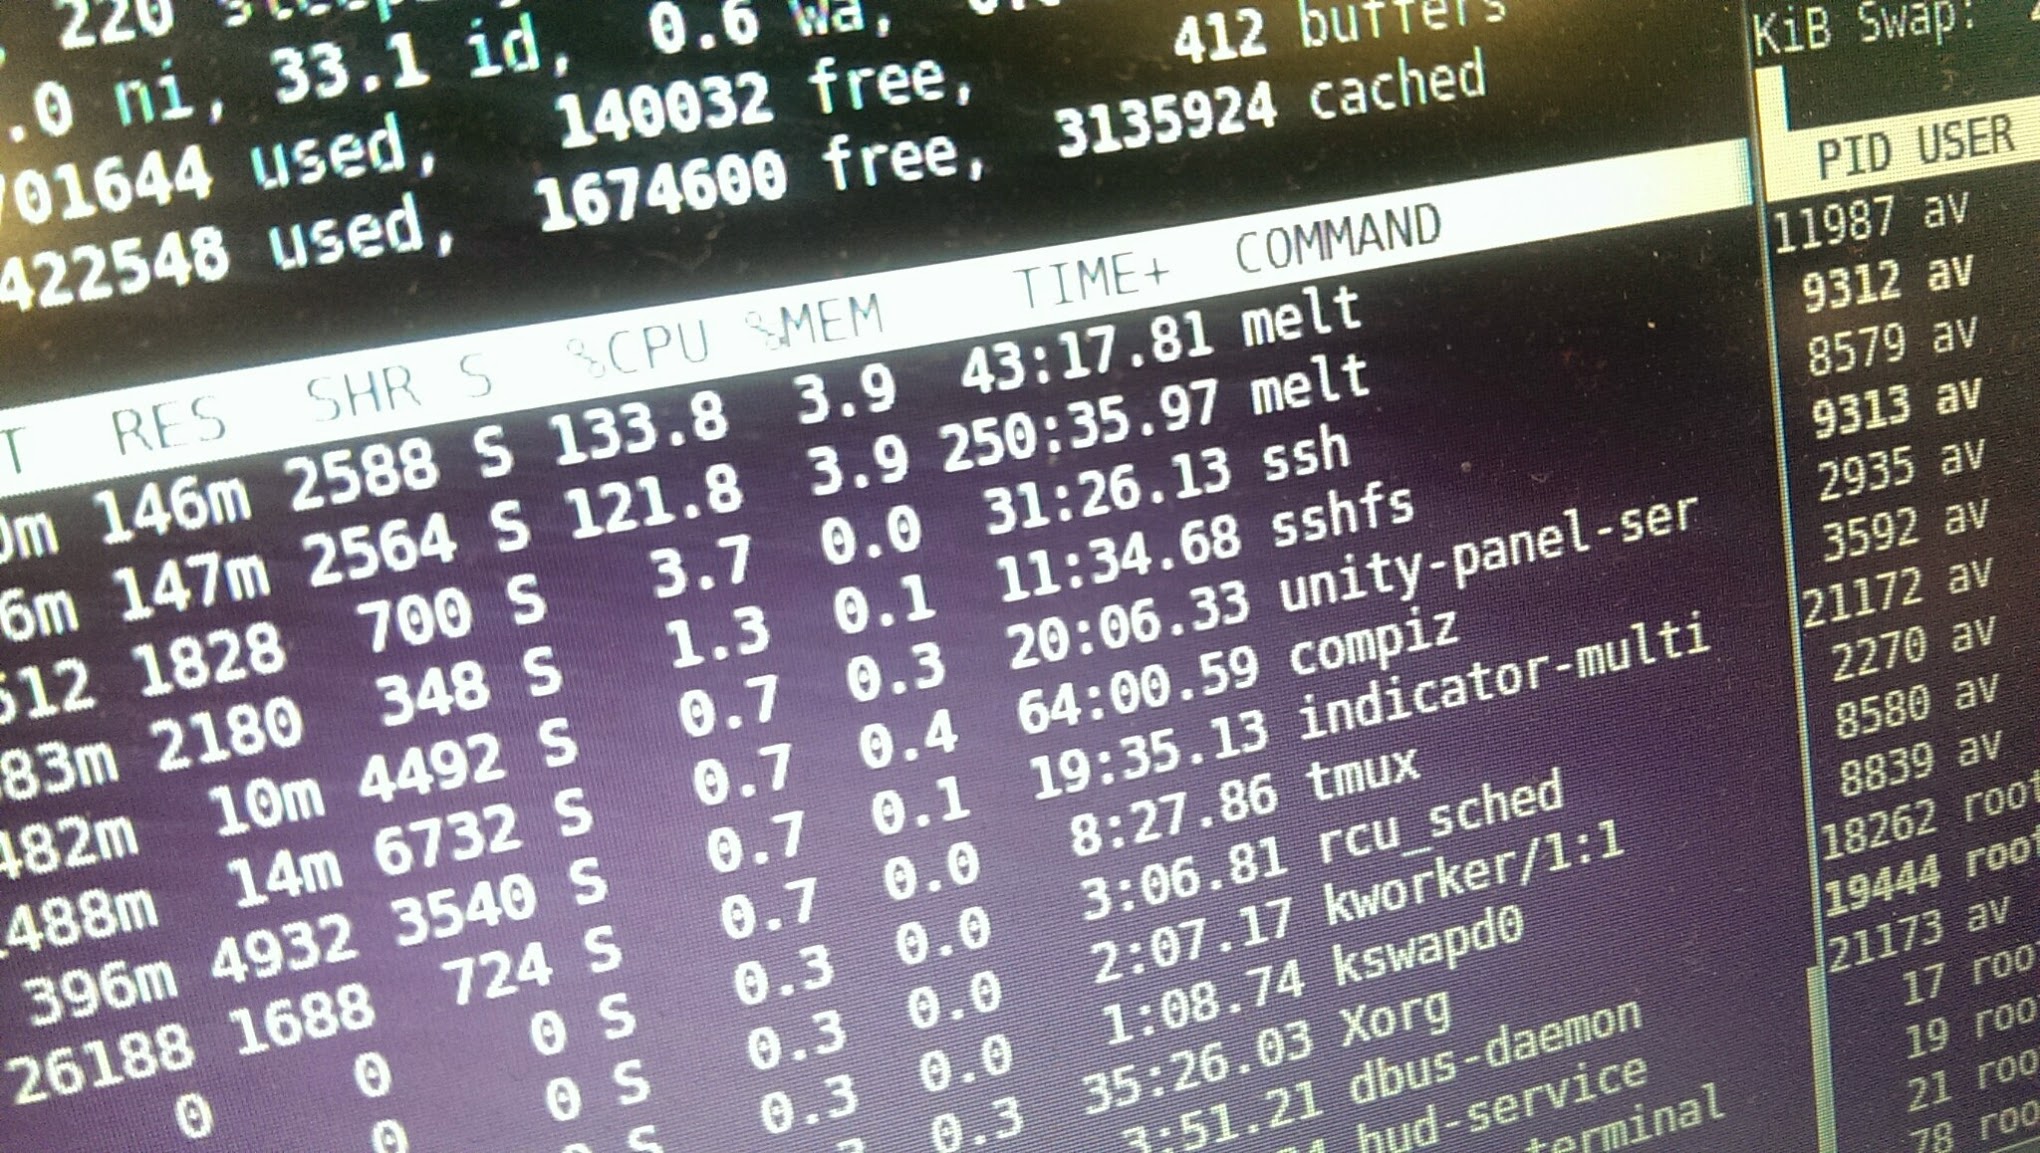 220
.0 ni, 33.1 id, 0.6 wa,
01644 used, 140032 free, 412 buffers
422548 used, 1674600 free, 3135924 cached
T RES SHR S %CPU %MEM TIME+ COMMAND
0m 146m 2588 S 133.8 3.9 43:17.81 melt
6m 147m 2564 S 121.8 3.9 250:35.97 melt
512 1828 700 S 3.7 0.0 31:26.13 ssh
83m 2180 348 S 1.3 0.1 11:34.68 sshfs
482m 10m 4492 S 0.7 0.3 20:06.33 unity-panel-ser
488m 14m 6732 S 0.7 0.4 64:00.59 compiz
396m 4932 3540 S 0.7 0.1 19:35.13 indicator-multi
26188 1688 724 S 0.7 0.0 8:27.86 tmux
0 0 0 S 0.3 0.0 3:06.81 rcu_sched
0 0 S 0.3 0.0 2:07.17 kworker/1:1
S 0.3 0.0 1:08.74 kswapd0
0.3 35:26.03 Xorg
3:51.21 dbus-daemon
hud-service
terminal
KiB Swap:
PID USER
11987 av
9312 av
8579 av
9313 av
2935 av
3592 av
21172 av
2270 av
8580 av
8839 av
18262 root
19444 root
21173 av
17 roo
19 roo
21 roo
78 roo